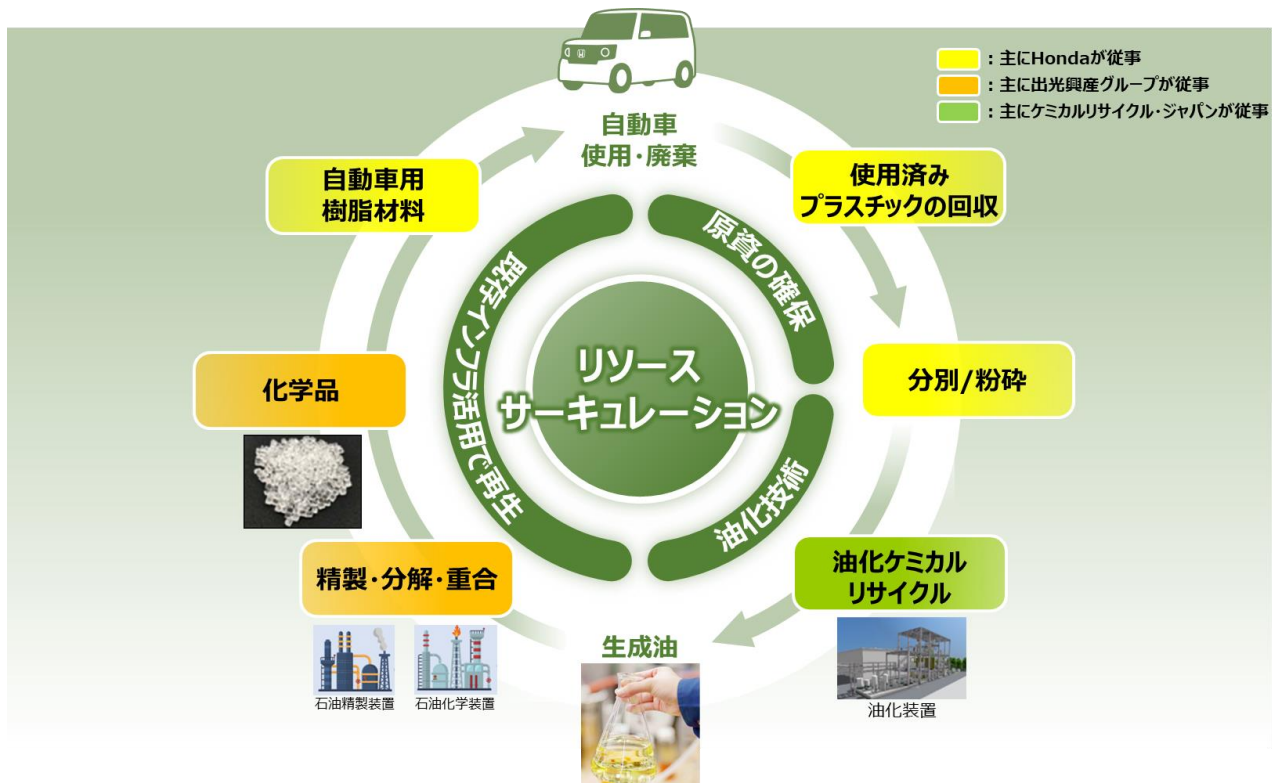 ：主にHondaが従事
：主に出光興産グループが従事
：主にケミカルリサイクル・ジャパンが従事
自動車
使用・廃棄
自動車用
樹脂材料
使用済み
プラスチックの回収
原資の確保
既存インフラ活用で再生
リソース
サーキュレーション
化学品
分別/粉砕
油化技術
精製・分解・重合
油化ケミカル
リサイクル
石油精製装置
石油化学装置
生成油
油化装置